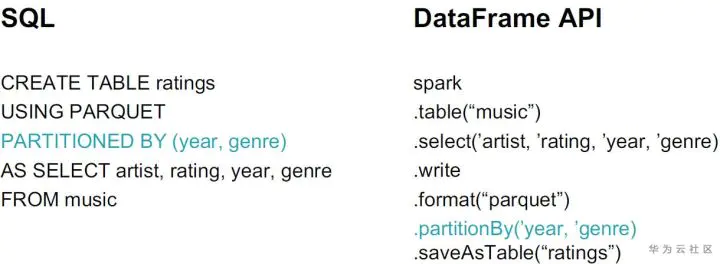 SQL
CREATE TABLE ratings
USING PARQUET
PARTITIONED BY (year, genre)
AS SELECT artist, rating, year, genre
FROM music
DataFrame API
spark
.table(“music”)
.select(’artist, ’rating, ’year, ’genre)
.write
.format(“parquet”)
.partitionBy(’year, ’genre)
.saveAsTable(“ratings”)
华为云社区